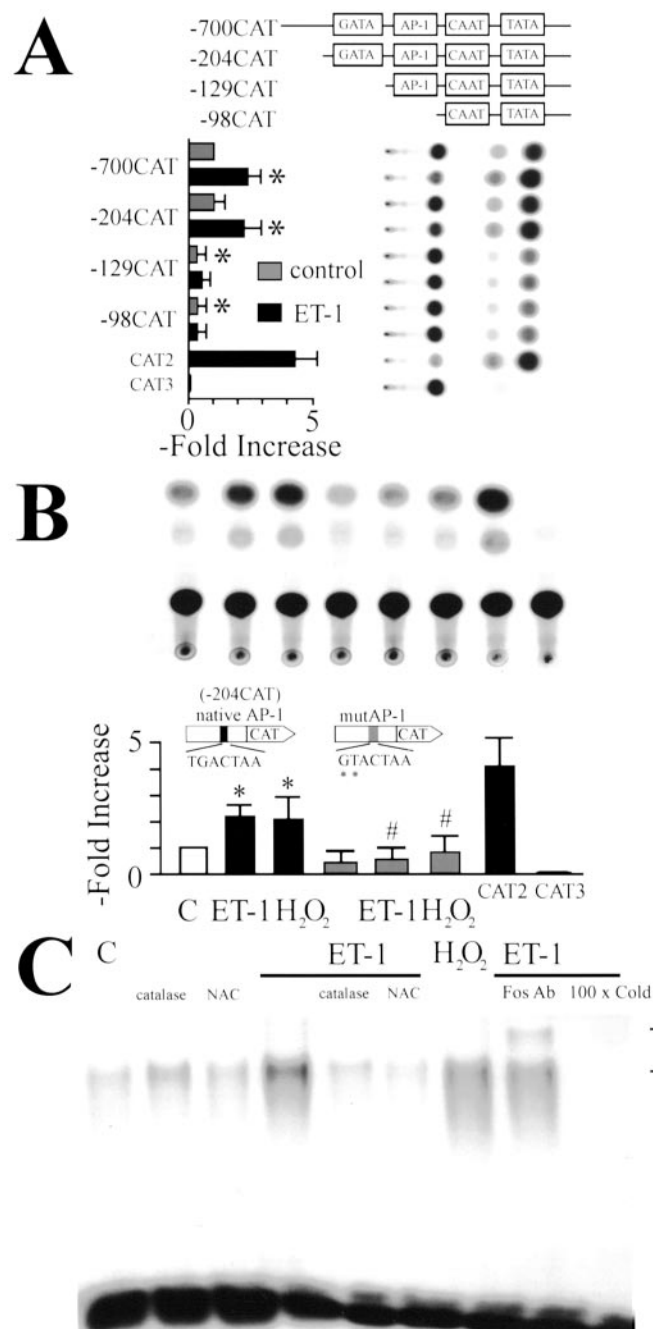 A
-700CAT GATA AP-1 CAAT TATA
-204CAT GATA AP-1 CAAT TATA
-129CAT AP-1 CAAT TATA
-98CAT CAAT TATA
-700CAT
*
-204CAT
*
-129CAT *
control
-98CAT *
ET-1
CAT2
CAT3
0 5
-Fold Increase
B
(-204CAT)
native AP-1 mutAP-1
CAT CAT
TGACTAA GTACTAA
* *
-Fold Increase
5
0
* * # #
C ET-1 H₂O₂ ET-1 H₂O₂ CAT2 CAT3
C
C ET-1 H₂O₂ ET-1
catalase NAC catalase NAC Fos Ab 100 x Cold